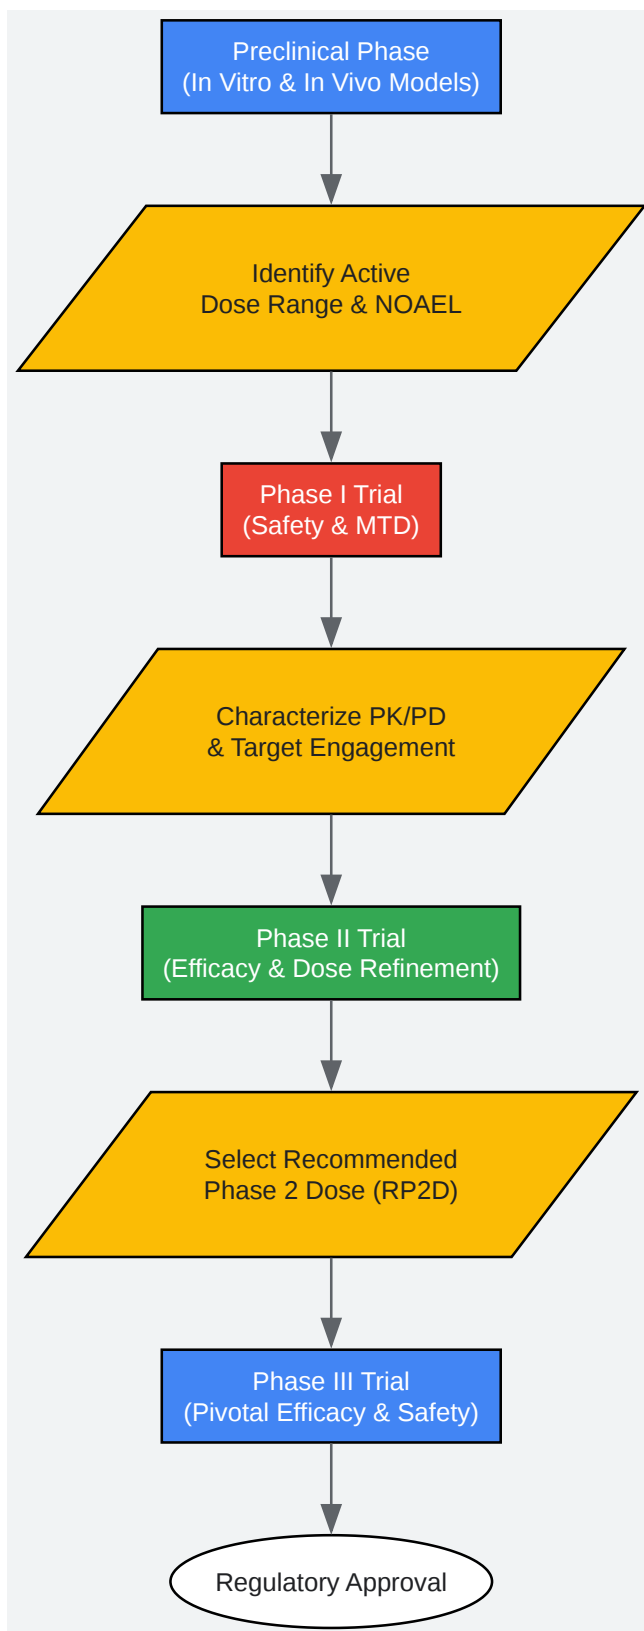 Preclinical Phase
(In Vitro & In Vivo Models)
Identify Active
Dose Range & NOAEL
Phase I Trial
(Safety & MTD)
Characterize PK/PD
& Target Engagement
Phase II Trial
(Efficacy & Dose Refinement)
Select Recommended
Phase 2 Dose (RP2D)
Phase III Trial
(Pivotal Efficacy & Safety)
Regulatory Approval